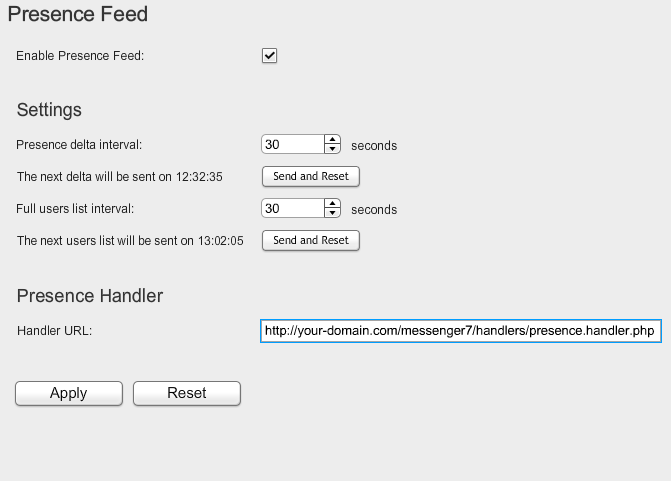 Presence Feed
Enable Presence Feed:
Settings
Presence delta interval: 30 seconds
The next delta will be sent on 12:32:35 Send and Reset
Full users list interval: 30 seconds
The next users list will be sent on 13:02:05 Send and Reset
Presence Handler
Handler URL: http://your-domain.com/messenger7/handlers/presence.handler.php
Apply Reset